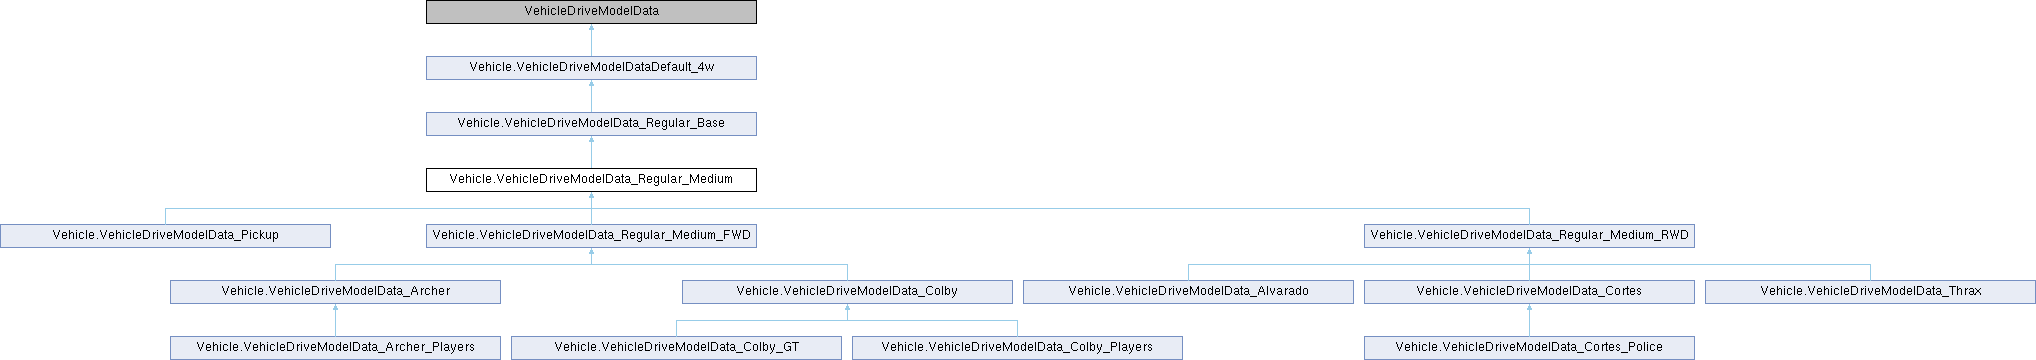 VehicleDriveModelData
Vehicle.VehicleDriveModelDataDefault_4w
Vehicle.VehicleDriveModelData_Regular_Base
Vehicle.VehicleDriveModelData_Regular_Medium
Vehicle.VehicleDriveModelData_Pickup
Vehicle.VehicleDriveModelData_Regular_Medium_FWD
Vehicle.VehicleDriveModelData_Regular_Medium_RWD
Vehicle.VehicleDriveModelData_Archer
Vehicle.VehicleDriveModelData_Colby
Vehicle.VehicleDriveModelData_Alvarado
Vehicle.VehicleDriveModelData_Cortes
Vehicle.VehicleDriveModelData_Thrax
Vehicle.VehicleDriveModelData_Archer_Players
Vehicle.VehicleDriveModelData_Colby_GT
Vehicle.VehicleDriveModelData_Colby_Players
Vehicle.VehicleDriveModelData_Cortes_Police